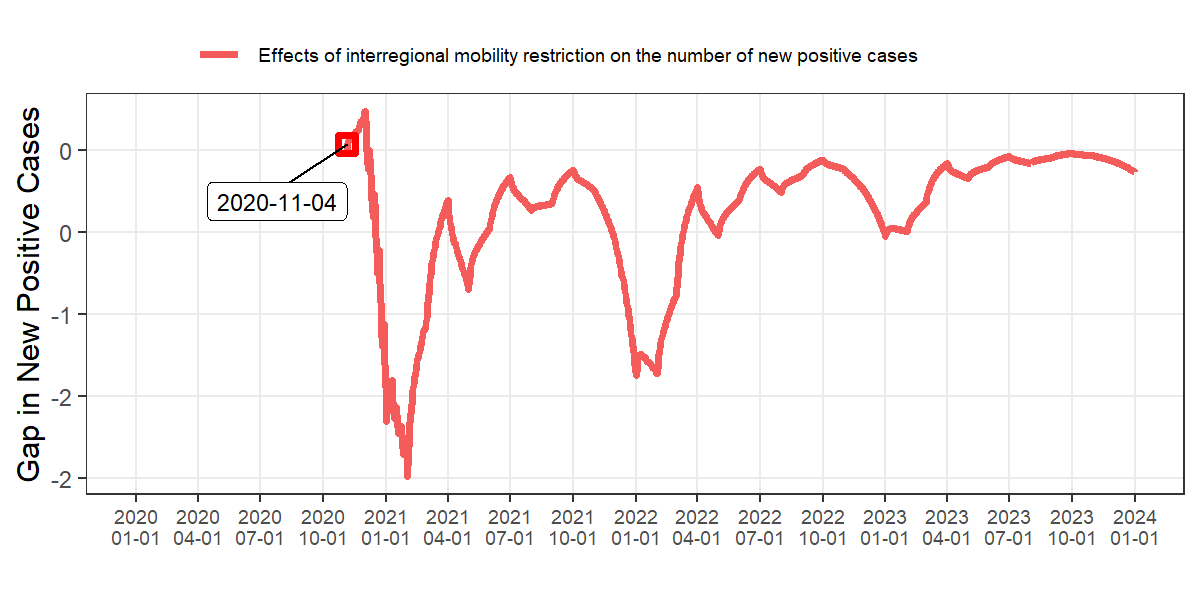 Effects of interregional mobility restriction on the number of new positive cases
Gap in New Positive Cases
0
0
-1
-2
-2
2020-11-04
2020 2020 2020 2020 2021 2021 2021 2021 2022 2022 2022 2022 2023 2023 2023 2023 2024
01-01 04-01 07-01 10-01 01-01 04-01 07-01 10-01 01-01 04-01 07-01 10-01 01-01 04-01 07-01 10-01 01-01